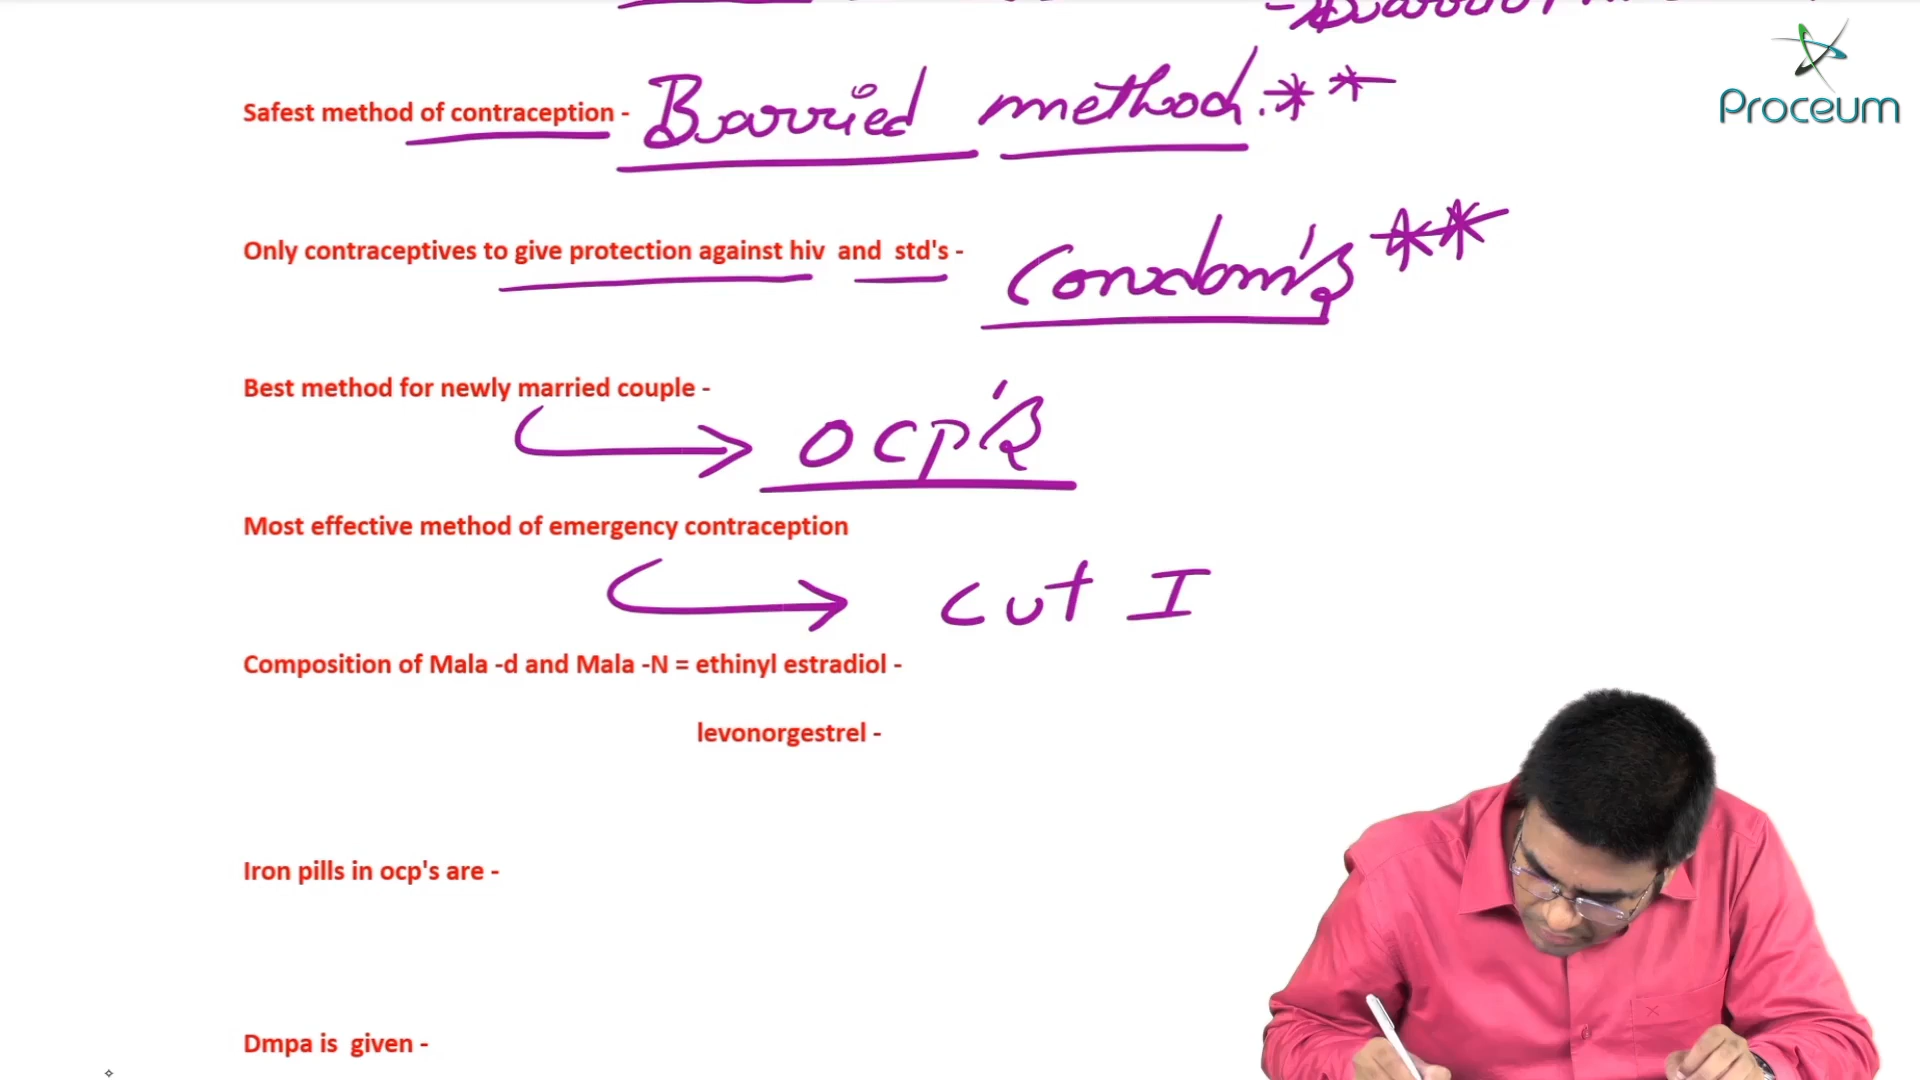 Proceum
Safest method of contraception - Barried method.**
Only contraceptives to give protection against hiv and std's - Condom's **
Best method for newly married couple -
OCP's
Most effective method of emergency contraception
cut I
Composition of Mala -d and Mala -N = ethinyl estradiol -
levonorgestrel -
Iron pills in ocp's are -
Dmpa is given -